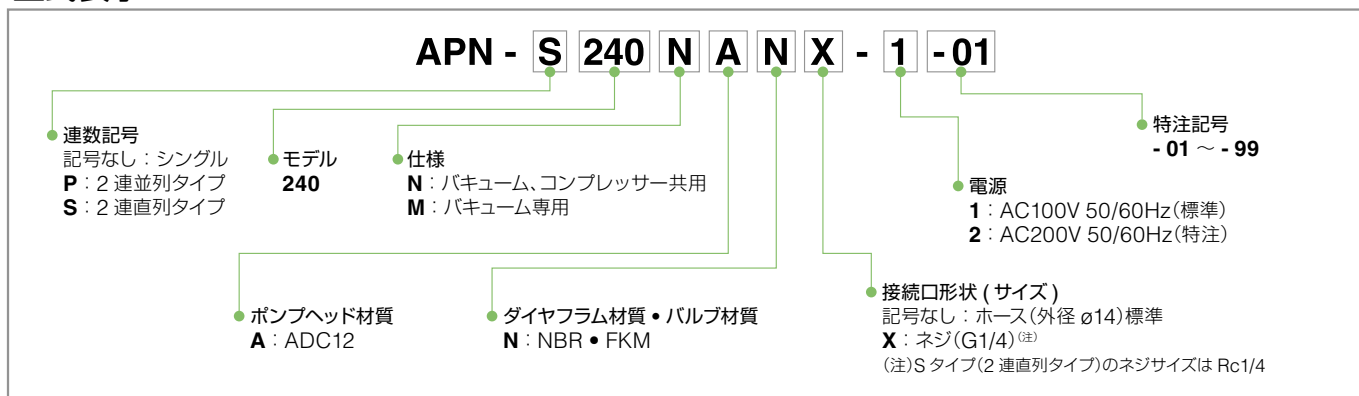 APN - S 240 N A N X - 1 - 01
連数記号
記号なし：シングル
P：2 連並列タイプ
S：2 連直列タイプ
モデル
240
仕様
N：バキューム、コンプレッサー共用
M：バキューム専用
特注記号
- 01 ～ - 99
電源
1：AC100V 50/60Hz（標準）
2：AC200V 50/60Hz（特注）
ポンプヘッド材質
A：ADC12
ダイヤフラム材質 • バルブ材質
N：NBR • FKM
接続口形状 ( サイズ )
記号なし：ホース（外径 ø14）標準
X：ネジ（G1/4）(注)
(注)S タイプ（2 連直列タイプ）のネジサイズは Rc1/4